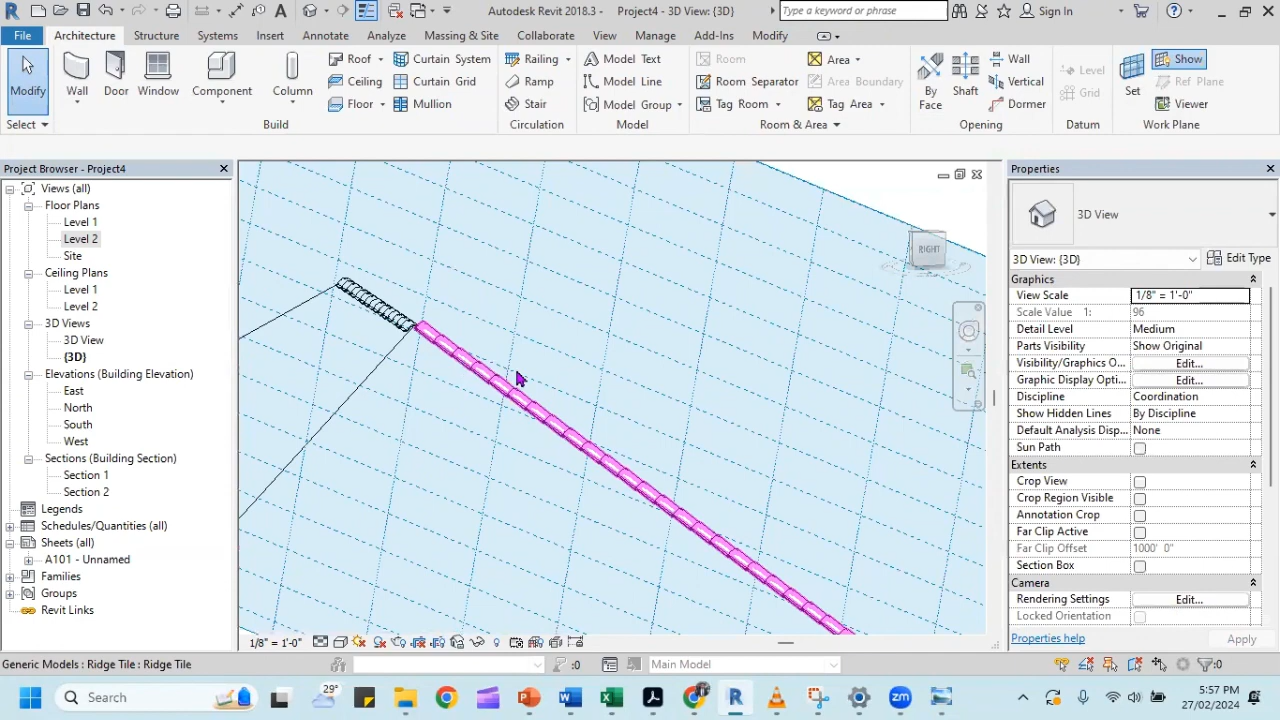 Autodesk Revit 2018.3 - Project4 - 3D View: {3D}
Type a keyword or phrase
Sign In
File Architecture Structure Systems Insert Annotate Analyze Massing & Site Collaborate View Manage Add-Ins Modify
Modify
Select
Wall
Door
Window
Component
Column
Roof
Ceiling
Floor
Curtain System
Curtain Grid
Mullion
Build
Railing
Ramp
Stair
Circulation
Model Text
Model Line
Model Group
Model
Room
Room Separator
Tag Room
Area
Area Boundary
Tag Area
Room & Area
By
Face
Shaft
Wall
Vertical
Dormer
Opening
Level
Grid
Datum
Set
Show
Ref Plane
Viewer
Work Plane
Project Browser - Project4
Views (all)
Floor Plans
Level 1
Level 2
Site
Ceiling Plans
Level 1
Level 2
3D Views
3D View
{3D}
Elevations (Building Elevation)
East
North
South
West
Sections (Building Section)
Section 1
Section 2
Legends
Schedules/Quantities (all)
Sheets (all)
A101 - Unnamed
Families
Groups
Revit Links
RIGHT
1/8" = 1'-0"
Properties
3D View
3D View: {3D}
Edit Type
Graphics
View Scale 1/8" = 1'-0"
Scale Value 1: 96
Detail Level Medium
Parts Visibility Show Original
Visibility/Graphics O... Edit...
Graphic Display Opti... Edit...
Discipline Coordination
Show Hidden Lines By Discipline
Default Analysis Disp... None
Sun Path
Extents
Crop View
Crop Region Visible
Annotation Crop
Far Clip Active
Far Clip Offset 1000' 0"
Section Box
Camera
Rendering Settings Edit...
Locked Orientation
Properties help
Apply
Generic Models : Ridge Tile : Ridge Tile
:0
Main Model
:0
Search
29°
zm
5:57 PM
27/02/2024